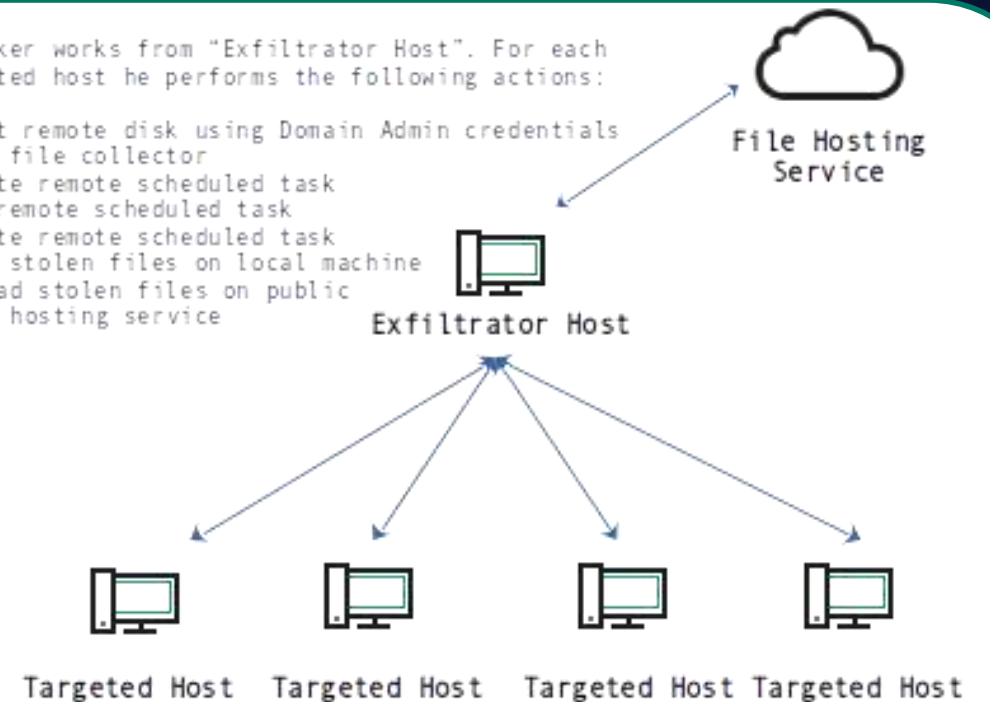 ker works from “Exfiltrator Host”. For each
ted host he performs the following actions:
t remote disk using Domain Admin credentials
file collector
te remote scheduled task
remote scheduled task
te remote scheduled task
stolen files on local machine
ad stolen files on public
hosting service
File Hosting
Service
Exfiltrator Host
Targeted Host Targeted Host Targeted Host Targeted Host